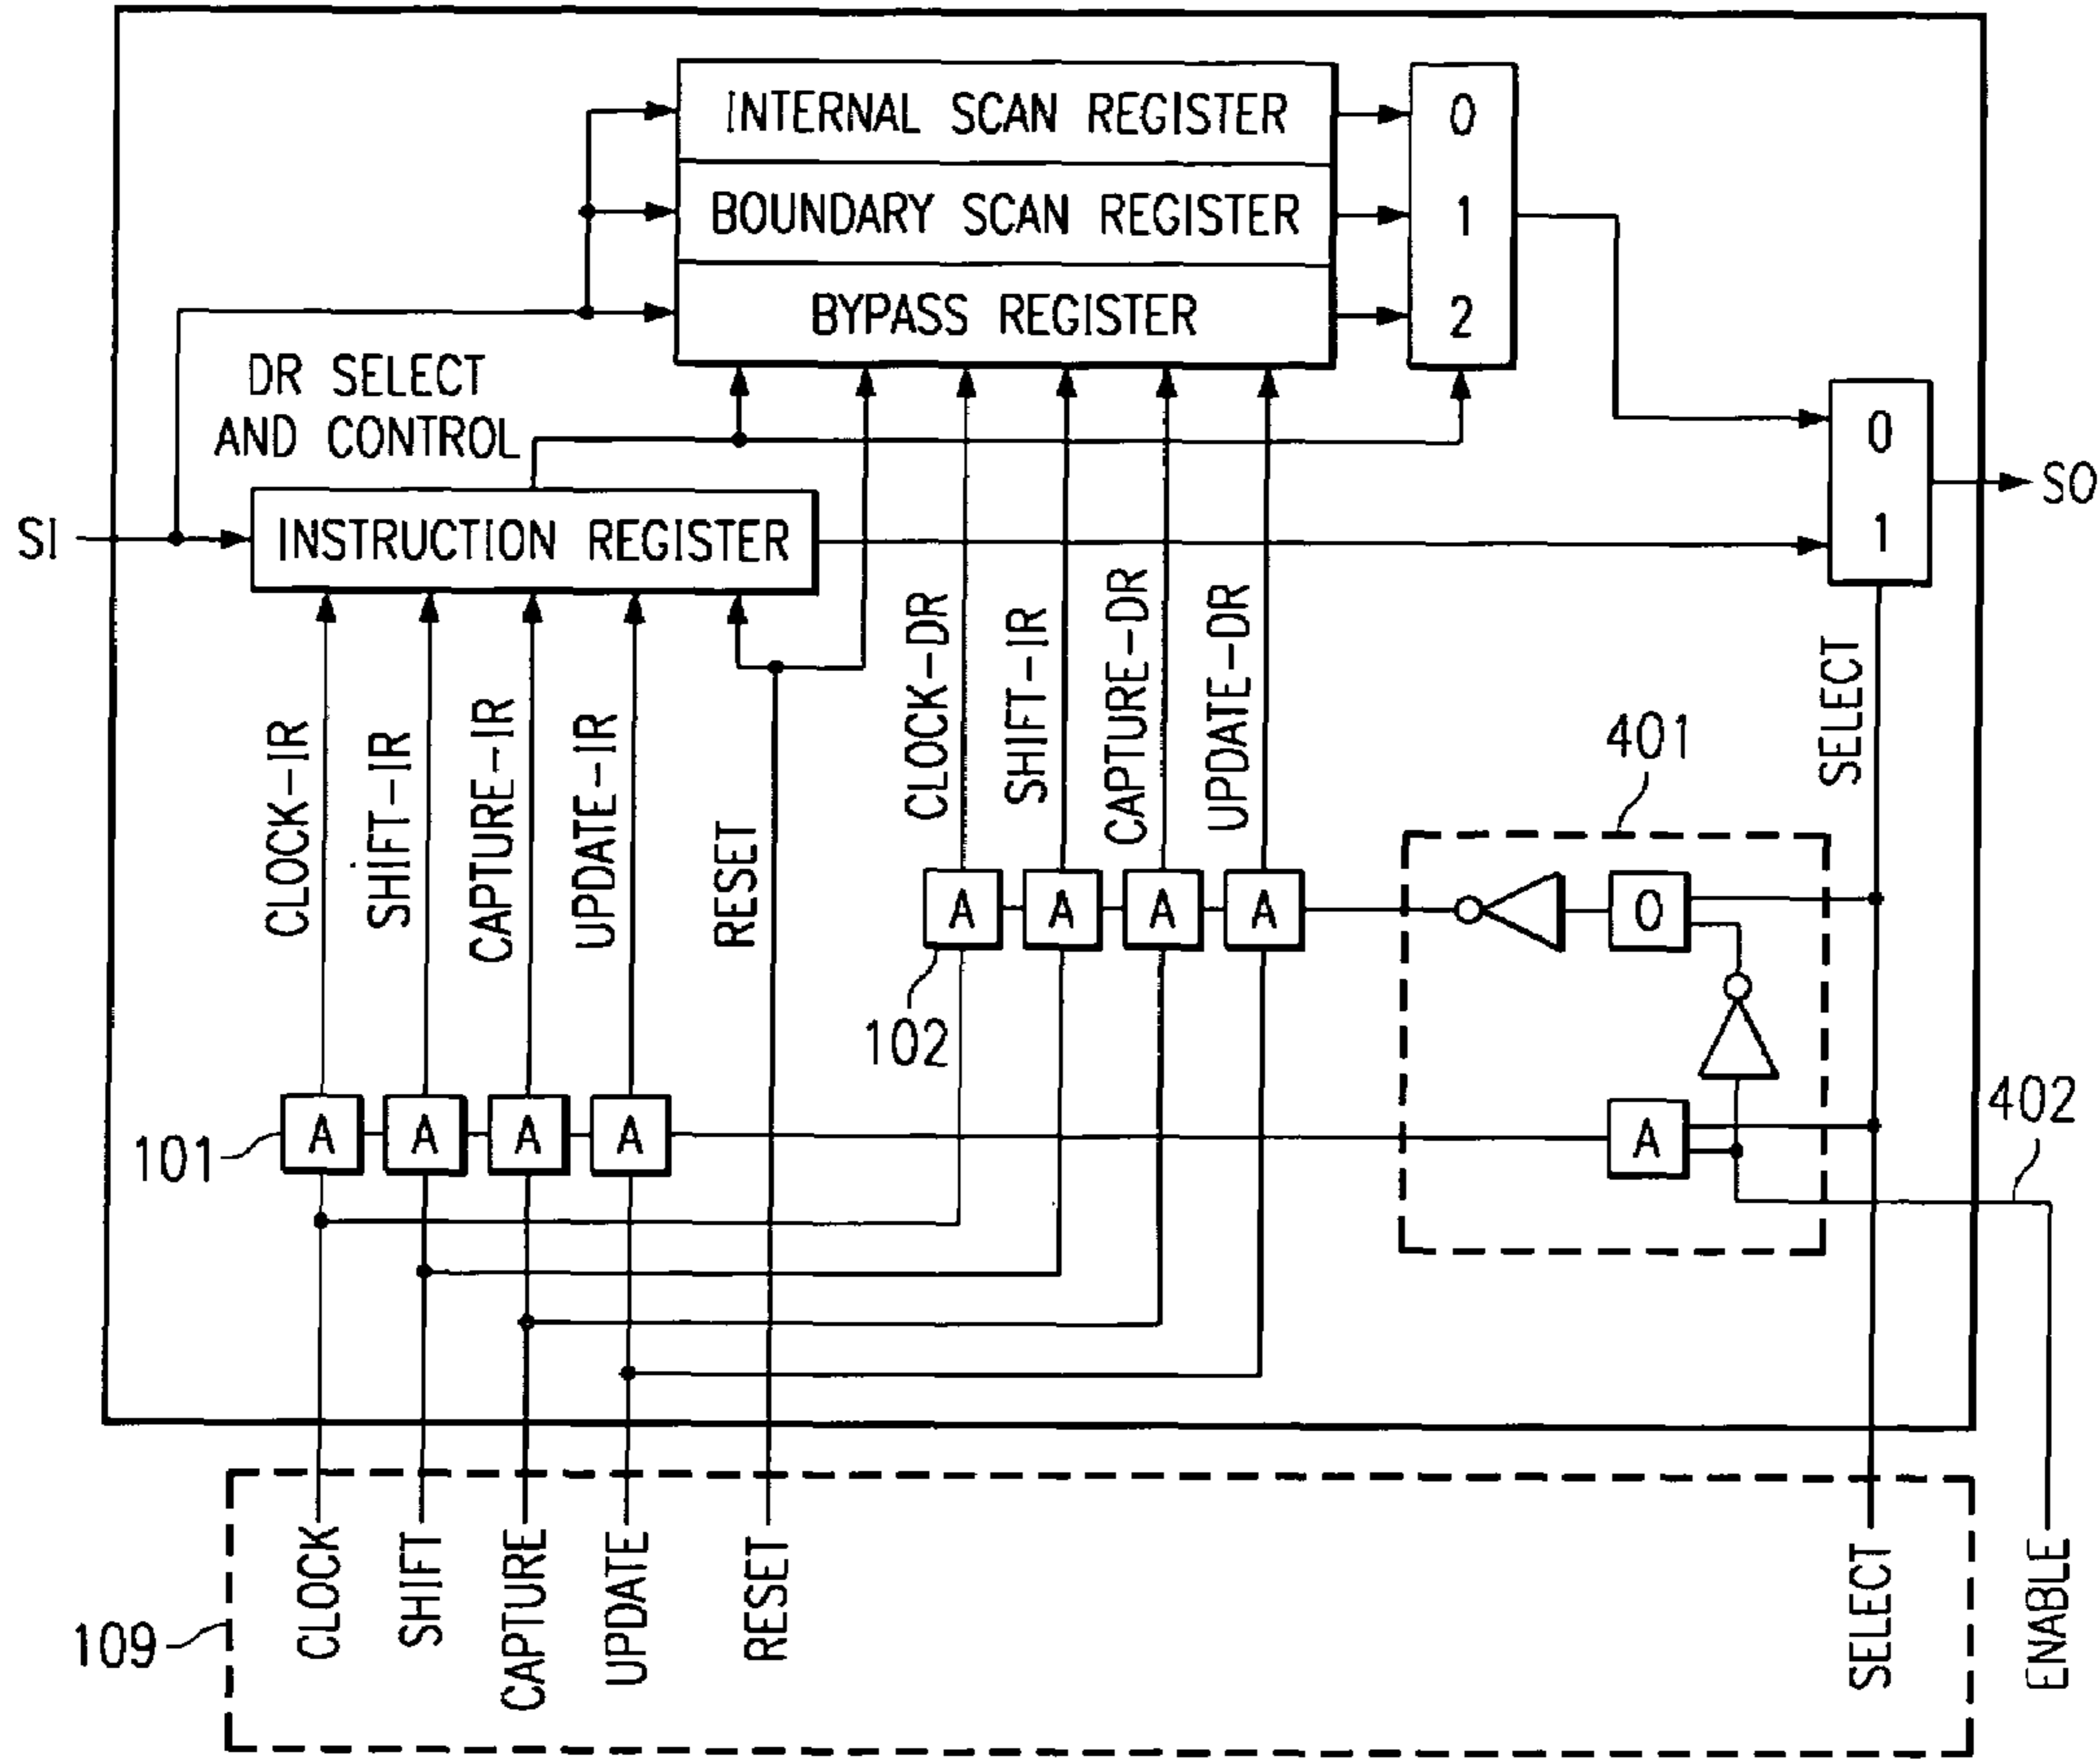 INTERNAL SCAN REGISTER
0
BOUNDARY SCAN REGISTER
1
BYPASS REGISTER
2
DR SELECT
AND CONTROL
0
SO
1
SI
INSTRUCTION REGISTER
CLOCK-IR
SHIFT-IR
CAPTURE-IR
UPDATE-IR
RESET
CLOCK-DR
SHIFT-IR
CAPTURE-DR
UPDATE-DR
SELECT
401
A
A
A
A
O
102
402
101
A
A
A
A
A
109
CLOCK
SHIFT
CAPTURE
UPDATE
RESET
SELECT
ENABLE